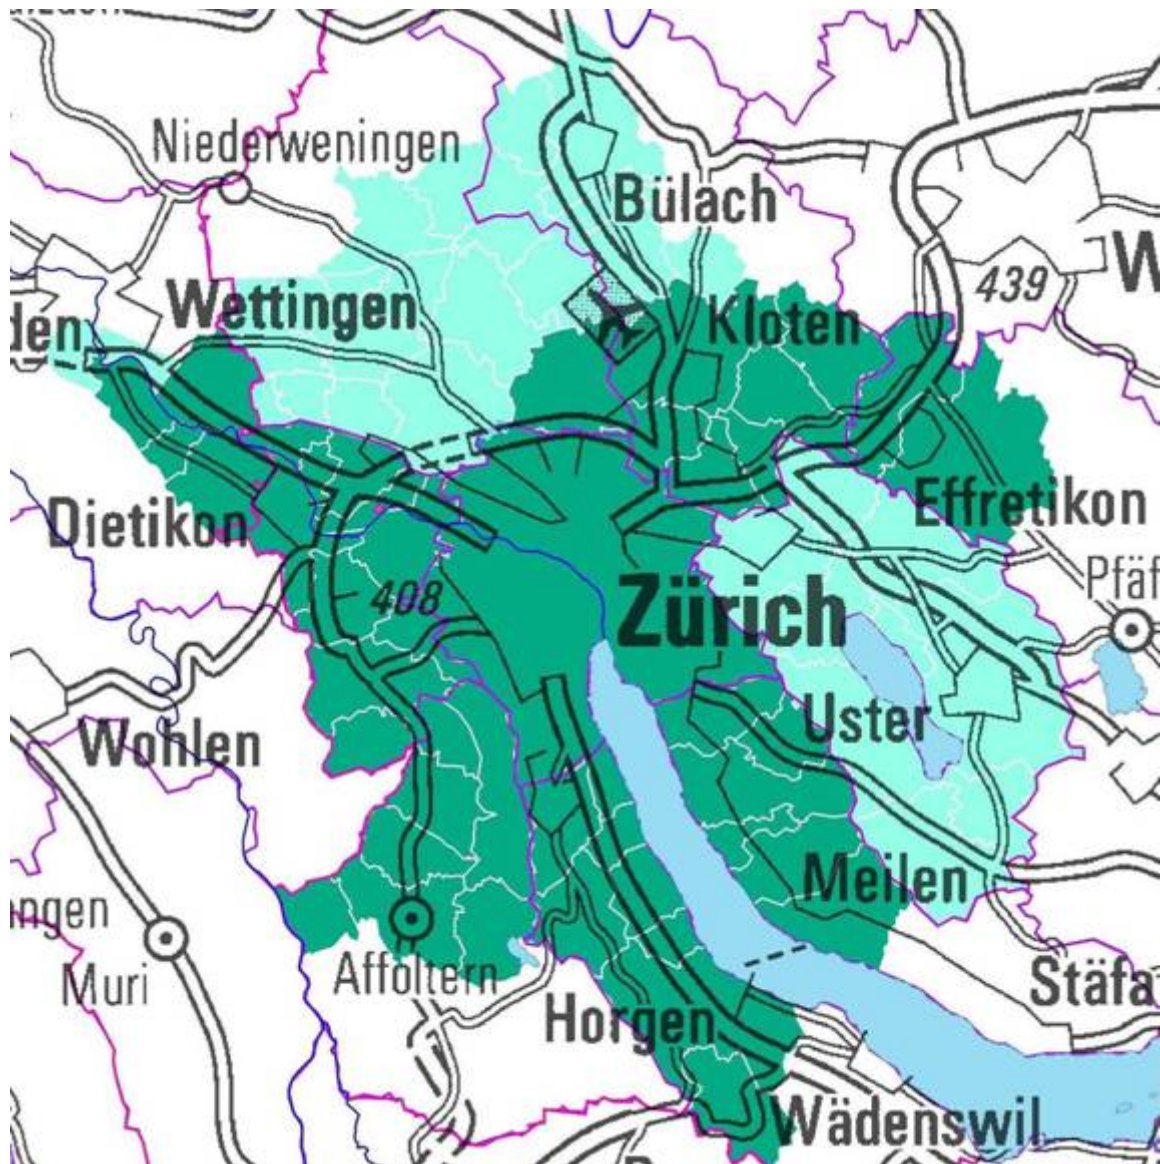 Niederweningen
Bülach
439
W
Wettingen
den
Kloten
Effretikon
Dietikon
Pfäf
408
Zürich
Uster
Wohlen
Meilen
ngen
Affoltern
Muri
Stäfa
Horgen
Wädenswil